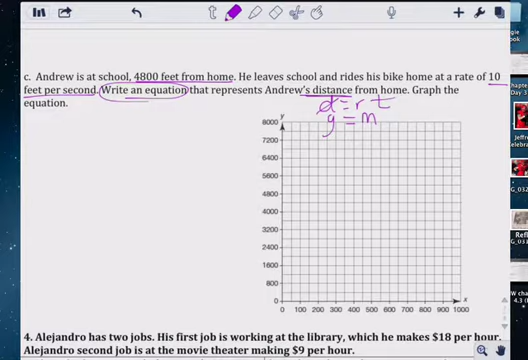 c. Andrew is at school, 4800 feet from home. He leaves school and rides his bike home at a rate of 10
feet per second. Write an equation that represents Andrew's distance from home. Graph the
equation.
d = r t
y = m
y
8000
7200
6400
5600
4800
4000
3200
2400
1600
800
0
0 100 200 300 400 500 600 700 800 900 1000
x
4. Alejandro has two jobs. His first job is working at the library, which he makes $18 per hour.
Alejandro second job is at the movie theater making $9 per hour.